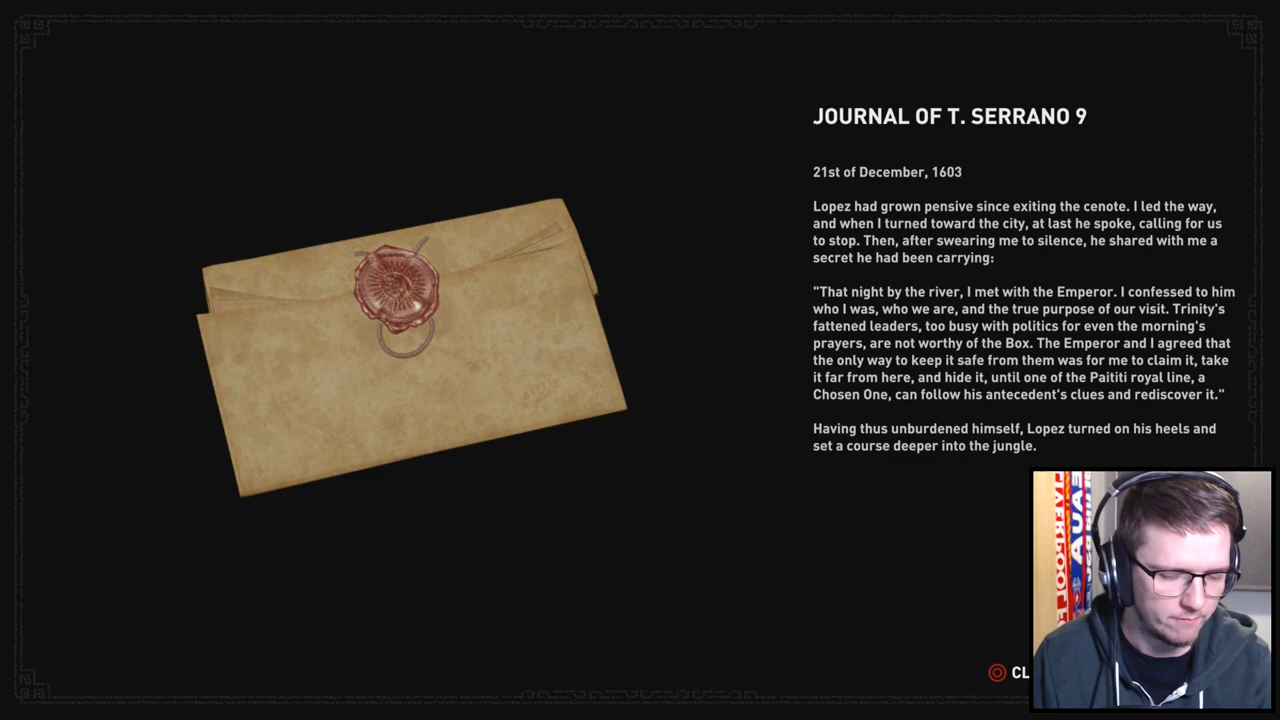 JOURNAL OF T. SERRANO 9
21st of December, 1603
Lopez had grown pensive since exiting the cenote. I led the way,
and when I turned toward the city, at last he spoke, calling for us
to stop. Then, after swearing me to silence, he shared with me a
secret he had been carrying:
"That night by the river, I met with the Emperor. I confessed to him
who I was, who we are, and the true purpose of our visit. Trinity's
fattened leaders, too busy with politics for even the morning's
prayers, are not worthy of the Box. The Emperor and I agreed that
the only way to keep it safe from them was for me to claim it, take
it far from here, and hide it, until one of the Paititi royal line, a
Chosen One, can follow his antecedent's clues and rediscover it."
Having thus unburdened himself, Lopez turned on his heels and
set a course deeper into the jungle.
CL